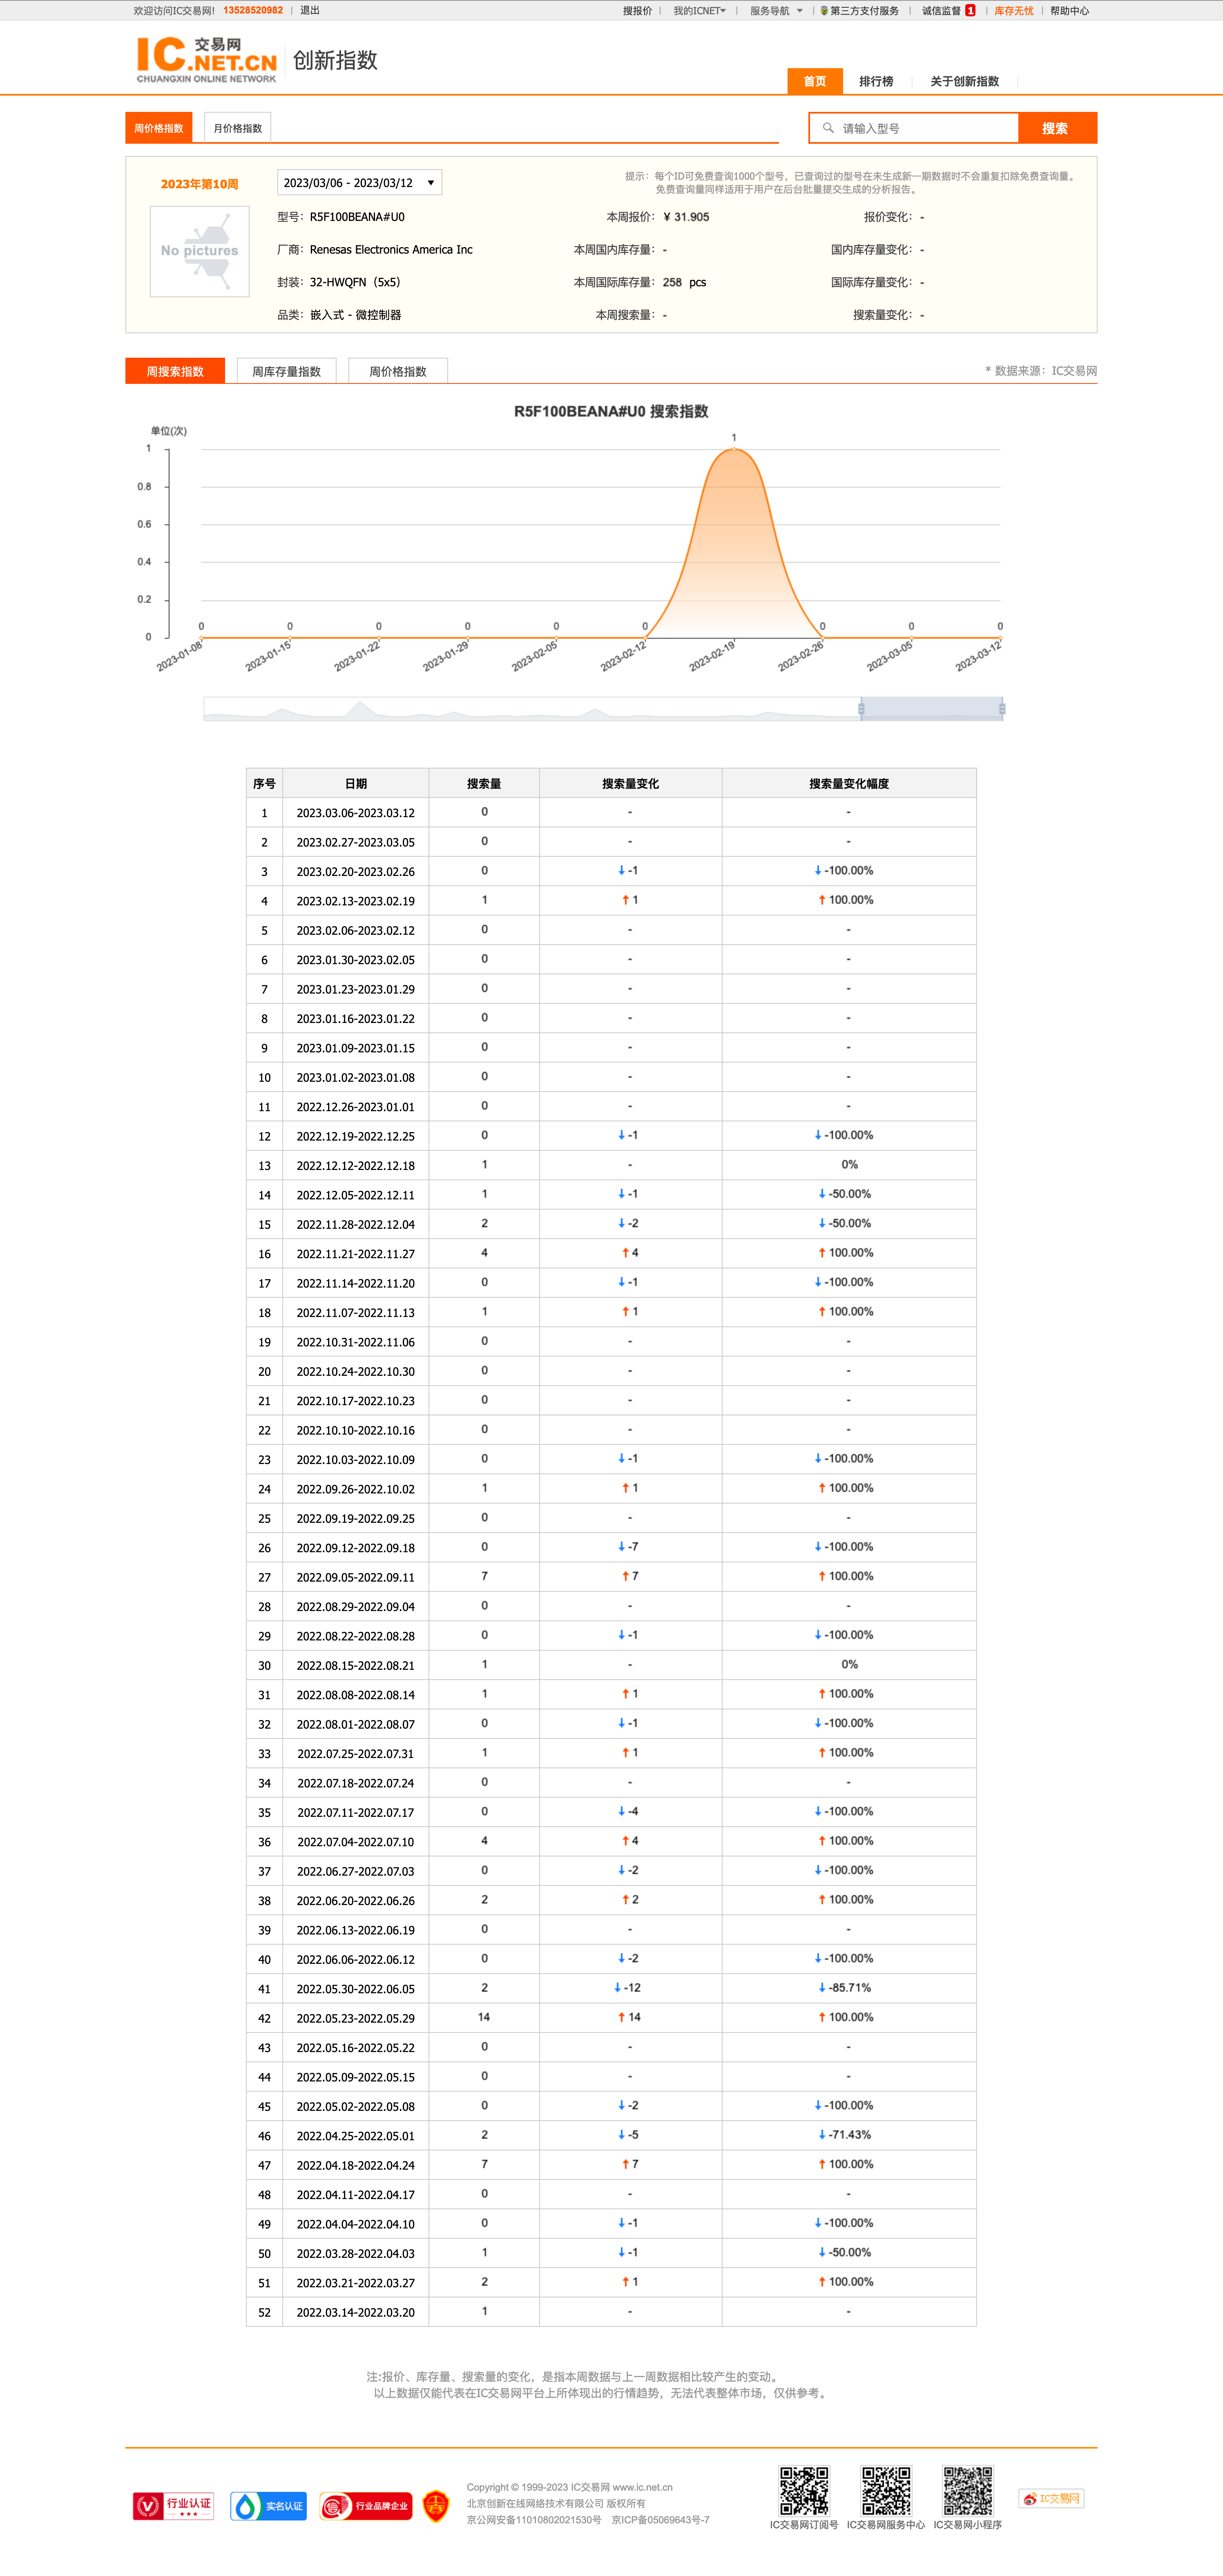 欢迎访问IC交易网! 13528520982 | 退出 搜报价 | 我的ICNET | 服务导航 | 第三方支付服务 | 诚信监督 1 | 库存无忧 | 帮助中心
IC 交易网 .NET.CN 创新指数
CHUANGXIN ONLINE NETWORK
首页 排行榜 关于创新指数
周价格指数 月价格指数 请输入型号 搜索
2023年第10周 2023/03/06 - 2023/03/12 提示：每个ID可免费查询1000个型号，已查询过的型号在未生成新一期数据时不会重复扣除免费查询量。
免费查询量同样适用于用户在后台批量提交生成的分析报告。
No pictures
型号：R5F100BEANA#U0 本周报价：¥ 31.905 报价变化：-
厂商：Renesas Electronics America Inc 本周国内库存量：- 国内库存量变化：-
封装：32-HWQFN（5x5） 本周国际库存量：258 pcs 国际库存量变化：-
品类：嵌入式 - 微控制器 本周搜索量：- 搜索量变化：-
周搜索指数 周库存量指数 周价格指数 * 数据来源：IC交易网
R5F100BEANA#U0 搜索指数
单位(次)
1
1
0.8
0.6
0.4
0.2
0
0 0 0 0 0 0 0 0 0
2023-01-08 2023-01-15 2023-01-22 2023-01-29 2023-02-05 2023-02-12 2023-02-19 2023-02-26 2023-03-05 2023-03-12
序号 日期 搜索量 搜索量变化 搜索量变化幅度
1 2023.03.06-2023.03.12 0 - -
2 2023.02.27-2023.03.05 0 - -
3 2023.02.20-2023.02.26 0 ↓-1 ↓-100.00%
4 2023.02.13-2023.02.19 1 ↑1 ↑100.00%
5 2023.02.06-2023.02.12 0 - -
6 2023.01.30-2023.02.05 0 - -
7 2023.01.23-2023.01.29 0 - -
8 2023.01.16-2023.01.22 0 - -
9 2023.01.09-2023.01.15 0 - -
10 2023.01.02-2023.01.08 0 - -
11 2022.12.26-2023.01.01 0 - -
12 2022.12.19-2022.12.25 0 ↓-1 ↓-100.00%
13 2022.12.12-2022.12.18 1 - 0%
14 2022.12.05-2022.12.11 1 ↓-1 ↓-50.00%
15 2022.11.28-2022.12.04 2 ↓-2 ↓-50.00%
16 2022.11.21-2022.11.27 4 ↑4 ↑100.00%
17 2022.11.14-2022.11.20 0 ↓-1 ↓-100.00%
18 2022.11.07-2022.11.13 1 ↑1 ↑100.00%
19 2022.10.31-2022.11.06 0 - -
20 2022.10.24-2022.10.30 0 - -
21 2022.10.17-2022.10.23 0 - -
22 2022.10.10-2022.10.16 0 - -
23 2022.10.03-2022.10.09 0 ↓-1 ↓-100.00%
24 2022.09.26-2022.10.02 1 ↑1 ↑100.00%
25 2022.09.19-2022.09.25 0 - -
26 2022.09.12-2022.09.18 0 ↓-7 ↓-100.00%
27 2022.09.05-2022.09.11 7 ↑7 ↑100.00%
28 2022.08.29-2022.09.04 0 - -
29 2022.08.22-2022.08.28 0 ↓-1 ↓-100.00%
30 2022.08.15-2022.08.21 1 - 0%
31 2022.08.08-2022.08.14 1 ↑1 ↑100.00%
32 2022.08.01-2022.08.07 0 ↓-1 ↓-100.00%
33 2022.07.25-2022.07.31 1 ↑1 ↑100.00%
34 2022.07.18-2022.07.24 0 - -
35 2022.07.11-2022.07.17 0 ↓-4 ↓-100.00%
36 2022.07.04-2022.07.10 4 ↑4 ↑100.00%
37 2022.06.27-2022.07.03 0 ↓-2 ↓-100.00%
38 2022.06.20-2022.06.26 2 ↑2 ↑100.00%
39 2022.06.13-2022.06.19 0 - -
40 2022.06.06-2022.06.12 0 ↓-2 ↓-100.00%
41 2022.05.30-2022.06.05 2 ↓-12 ↓-85.71%
42 2022.05.23-2022.05.29 14 ↑14 ↑100.00%
43 2022.05.16-2022.05.22 0 - -
44 2022.05.09-2022.05.15 0 - -
45 2022.05.02-2022.05.08 0 ↓-2 ↓-100.00%
46 2022.04.25-2022.05.01 2 ↓-5 ↓-71.43%
47 2022.04.18-2022.04.24 7 ↑7 ↑100.00%
48 2022.04.11-2022.04.17 0 - -
49 2022.04.04-2022.04.10 0 ↓-1 ↓-100.00%
50 2022.03.28-2022.04.03 1 ↓-1 ↓-50.00%
51 2022.03.21-2022.03.27 2 ↑1 ↑100.00%
52 2022.03.14-2022.03.20 1 - -
注:报价、库存量、搜索量的变化，是指本周数据与上一周数据相比较产生的变动。
以上数据仅能代表在IC交易网平台上所体现出的行情趋势，无法代表整体市场，仅供参考。
行业认证 实名认证 行业品牌企业
Copyright © 1999-2023 IC交易网 www.ic.net.cn
北京创新在线网络技术有限公司 版权所有
京公网安备11010802021530号 京ICP备05069643号-7
IC交易网订阅号 IC交易网服务中心 IC交易网小程序
IC交易网